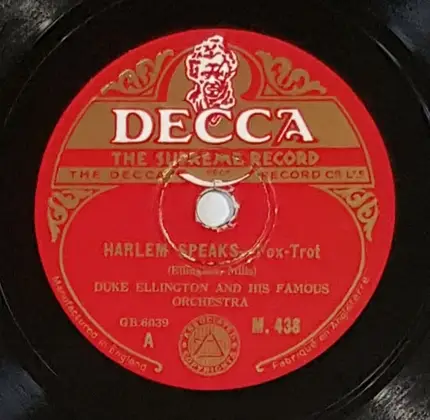 DECCA
THE SUPREME RECORD
THE DECCA RECORD Co LTD
HARLEM SPEAKS—Fox-Trot
(Ellington, Mills)
DUKE ELLINGTON AND HIS FAMOUS
ORCHESTRA
GB.6039
A
M. 438
COPYRIGHT
Manufactured in England
Fabriqué en Angleterre